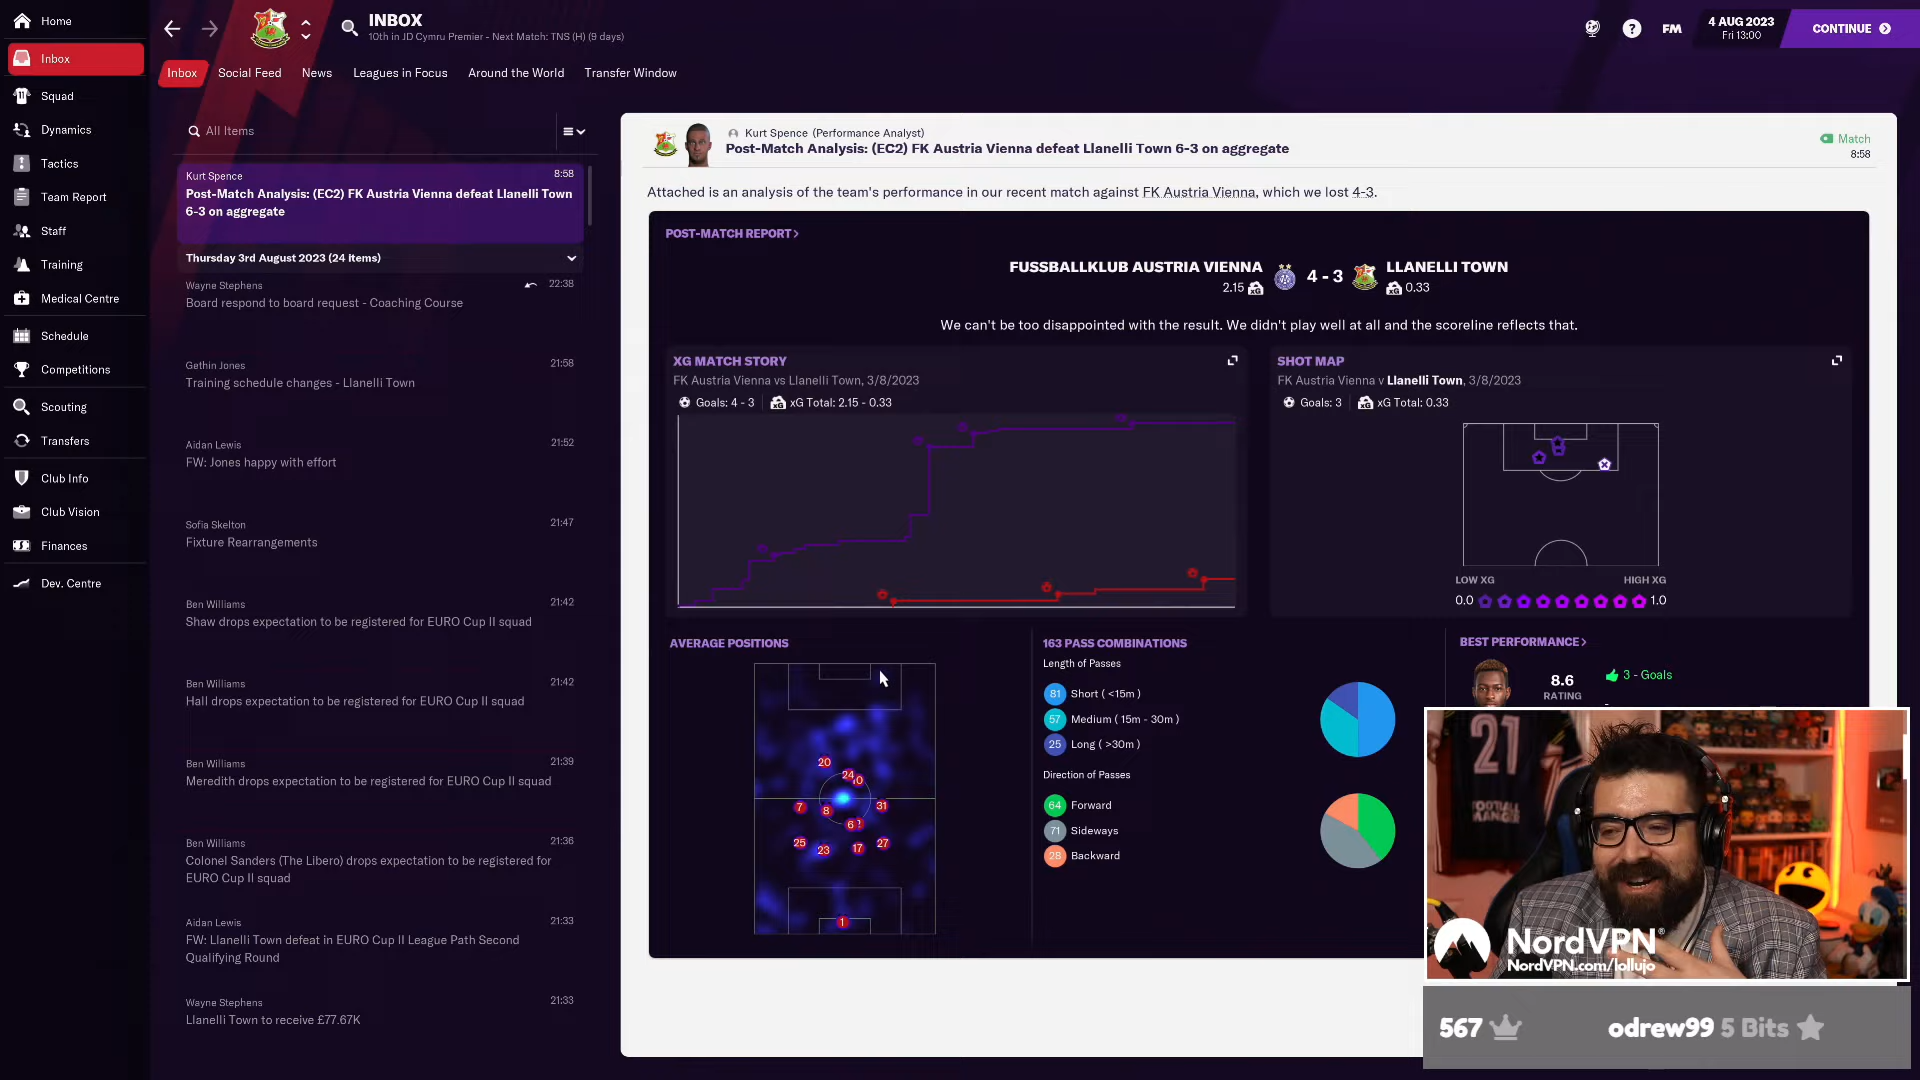 Home
INBOX
10th in JD Cymru Premier - Next Match: TNS (H) (9 days)
FM
4 AUG 2023
Fri 13:00
CONTINUE
Inbox
Squad
Dynamics
Tactics
Team Report
Staff
Training
Medical Centre
Schedule
Competitions
Scouting
Transfers
Club Info
Club Vision
Finances
Dev. Centre
Inbox Social Feed News Leagues in Focus Around the World Transfer Window
All Items
Kurt Spence 8:58
Post-Match Analysis: (EC2) FK Austria Vienna defeat Llanelli Town
6-3 on aggregate
Thursday 3rd August 2023 (24 items)
Wayne Stephens 22:38
Board respond to board request - Coaching Course
Gethin Jones 21:58
Training schedule changes - Llanelli Town
Aidan Lewis 21:52
FW: Jones happy with effort
Sofia Skelton 21:47
Fixture Rearrangements
Ben Williams 21:42
Shaw drops expectation to be registered for EURO Cup II squad
Ben Williams 21:42
Hall drops expectation to be registered for EURO Cup II squad
Ben Williams 21:39
Meredith drops expectation to be registered for EURO Cup II squad
Ben Williams 21:36
Colonel Sanders (The Libero) drops expectation to be registered for
EURO Cup II squad
Aidan Lewis 21:33
FW: Llanelli Town defeat in EURO Cup II League Path Second
Qualifying Round
Wayne Stephens 21:33
Llanelli Town to receive £77.67K
Kurt Spence (Performance Analyst)
Post-Match Analysis: (EC2) FK Austria Vienna defeat Llanelli Town 6-3 on aggregate
Match
8:58
Attached is an analysis of the team's performance in our recent match against FK Austria Vienna, which we lost 4-3.
POST-MATCH REPORT >
FUSSBALLKLUB AUSTRIA VIENNA 4 - 3 LLANELLI TOWN
2.15 xG xG 0.33
We can't be too disappointed with the result. We didn't play well at all and the scoreline reflects that.
XG MATCH STORY
FK Austria Vienna vs Llanelli Town, 3/8/2023
Goals: 4 - 3 xG xG Total: 2.15 - 0.33
SHOT MAP
FK Austria Vienna v Llanelli Town, 3/8/2023
Goals: 3 xG xG Total: 0.33
LOW XG HIGH XG
0.0 1.0
AVERAGE POSITIONS
20
24
7
8
31
6
25
23
17
27
1
163 PASS COMBINATIONS
Length of Passes
81 Short ( <15m )
57 Medium ( 15m - 30m )
25 Long ( >30m )
Direction of Passes
64 Forward
71 Sideways
28 Backward
BEST PERFORMANCE >
8.6
RATING
3 - Goals
21
NordVPN®
NordVPN.com/lollujo
567 odrew99 5 Bits